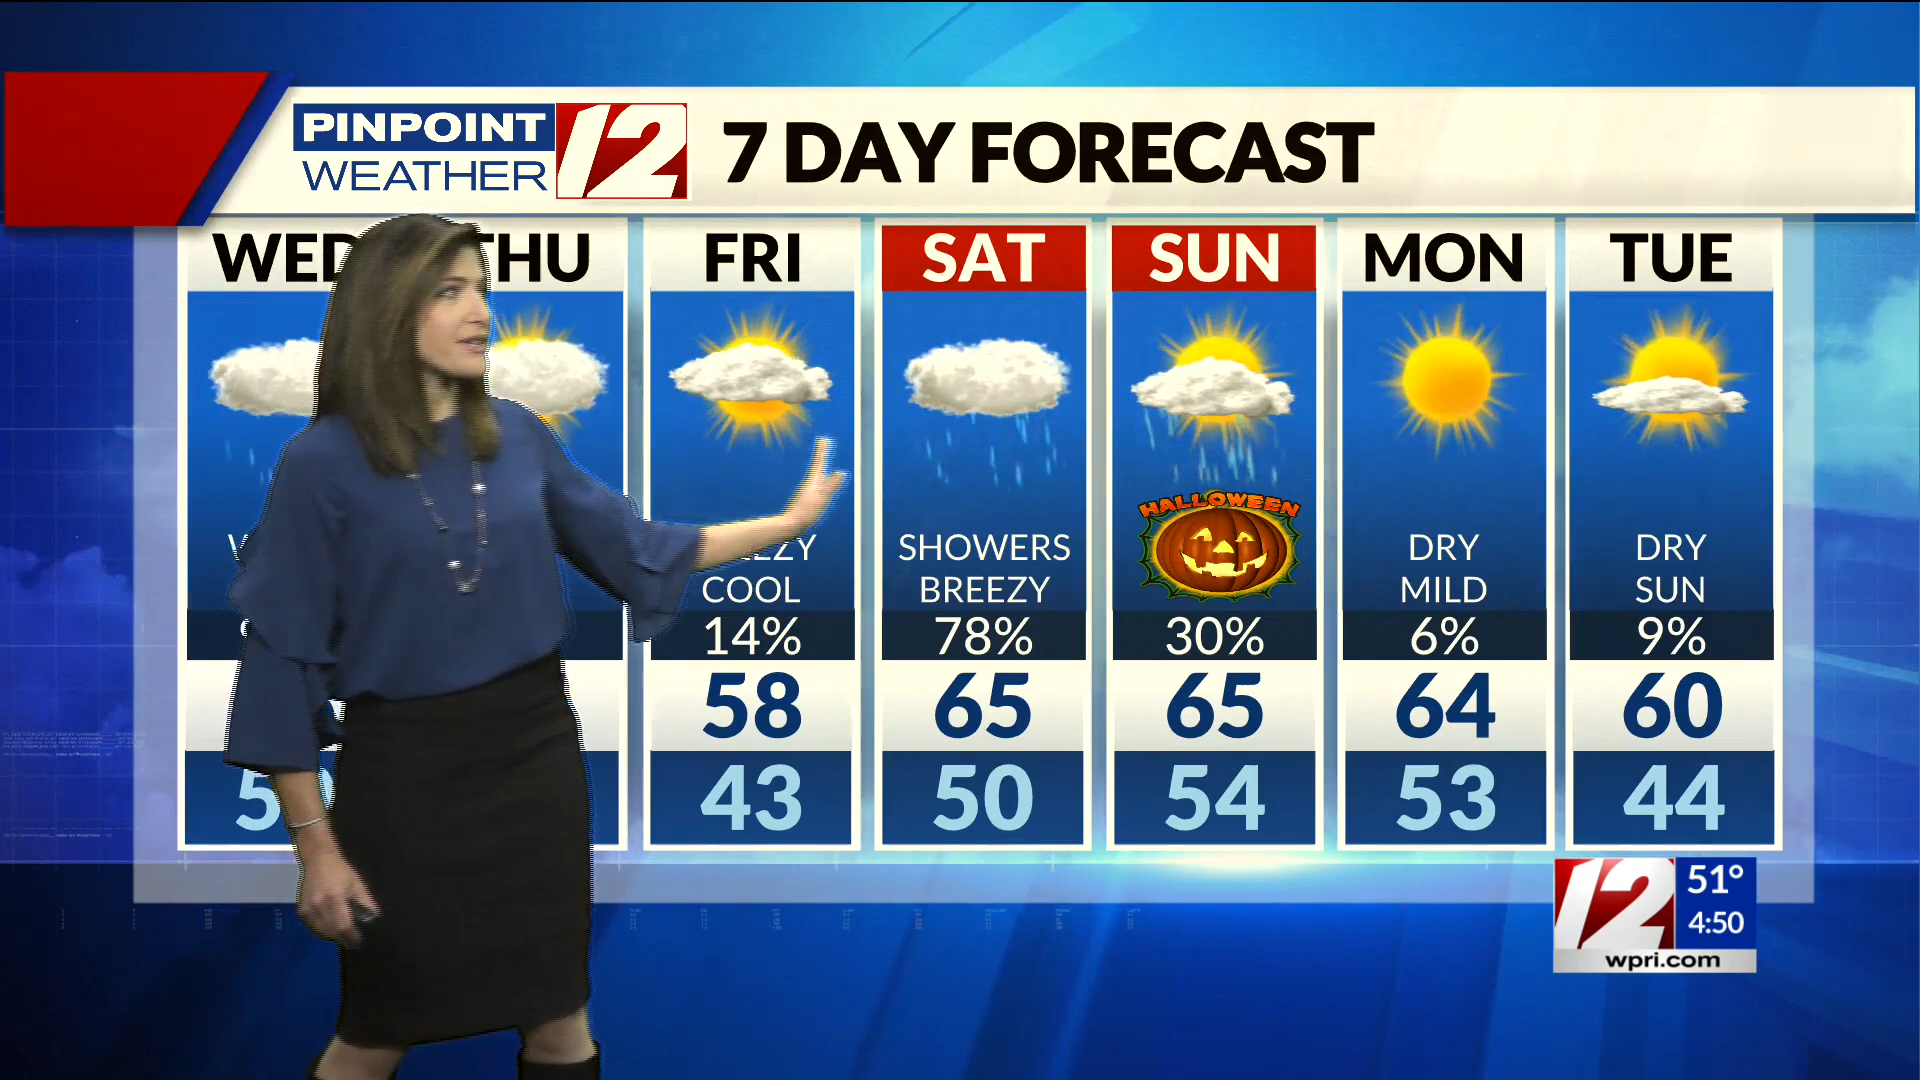 PINPOINT
WEATHER
12
7 DAY FORECAST
WED
THU
FRI
SAT
SUN
MON
TUE
HALLOWEEN
COOL
SHOWERS
BREEZY
DRY
MILD
DRY
SUN
14%
78%
30%
6%
9%
58
65
65
64
60
43
50
54
53
44
12
51°
4:50
wpri.com